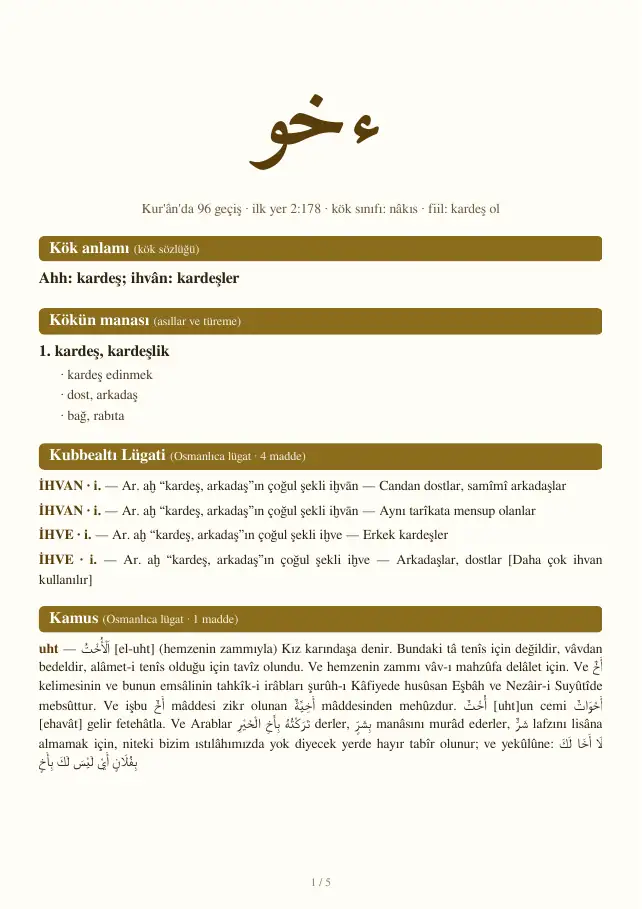 ء خو
Kur'ân'da 96 geçiş · ilk yer 2:178 · kök sınıfı: nâkıs · fiil: kardeş ol
Kök anlamı (kök sözlüğü)
Ahh: kardeş; ihvân: kardeşler
Kökün manası (asıllar ve türeme)
1. kardeş, kardeşlik
· kardeş edinmek
· dost, arkadaş
· bağ, rabıta
Kubbealtı Lügati (Osmanlıca lügat · 4 madde)
İHVAN · i. — Ar. aḫ “kardeş, arkadaş”ın çoğul şekli iḫvān — Candan dostlar, samîmî arkadaşlar
İHVAN · i. — Ar. aḫ “kardeş, arkadaş”ın çoğul şekli iḫvān — Aynı tarîkata mensup olanlar
İHVE · i. — Ar. aḫ “kardeş, arkadaş”ın çoğul şekli iḫve — Erkek kardeşler
İHVE · i. — Ar. aḫ “kardeş, arkadaş”ın çoğul şekli iḫve — Arkadaşlar, dostlar [Daha çok ihvan
kullanılır]
Kamus (Osmanlıca lügat · 1 madde)
uht — اَلْأُخْتُ [el-uht] (hemzenin zammıyla) Kız karındaşa denir. Bundaki tâ tenîs için değildir, vâvdan
bedeldir, alâmet-i tenîs olduğu için tavîz olundu. Ve hemzenin zammı vâv-ı mahzûfa delâlet için. Ve أَخٌ
kelimesinin ve bunun emsâlinin tahkîk-i irâbları şurûh-ı Kâfiyede husûsan Eşbâh ve Nezâir-i Suyûtîde
mebsûttur. Ve işbu أَخٌ mâddesi zikr olunan أَخِيَّةٌ mâddesinden mehûzdur. أُخْتٌ [uht]un cemi أَخَوَاتٌ
[ehavât] gelir fetehâtla. Ve Arablar تَرَكْتُهُ بِأَخِ الْخَيْرِ derler, بِشَرٍّ manâsını murâd ederler, شَرٌّ lafzını lisâna
almamak için, niteki bizim ıstılâhımızda yok diyecek yerde hayır tabîr olunur; ve yekûlûne: لَا أَخَا لَكَ
بِفُلَانٍ أَيْ لَيْسَ لَكَ بِأَخٍ
1 / 5